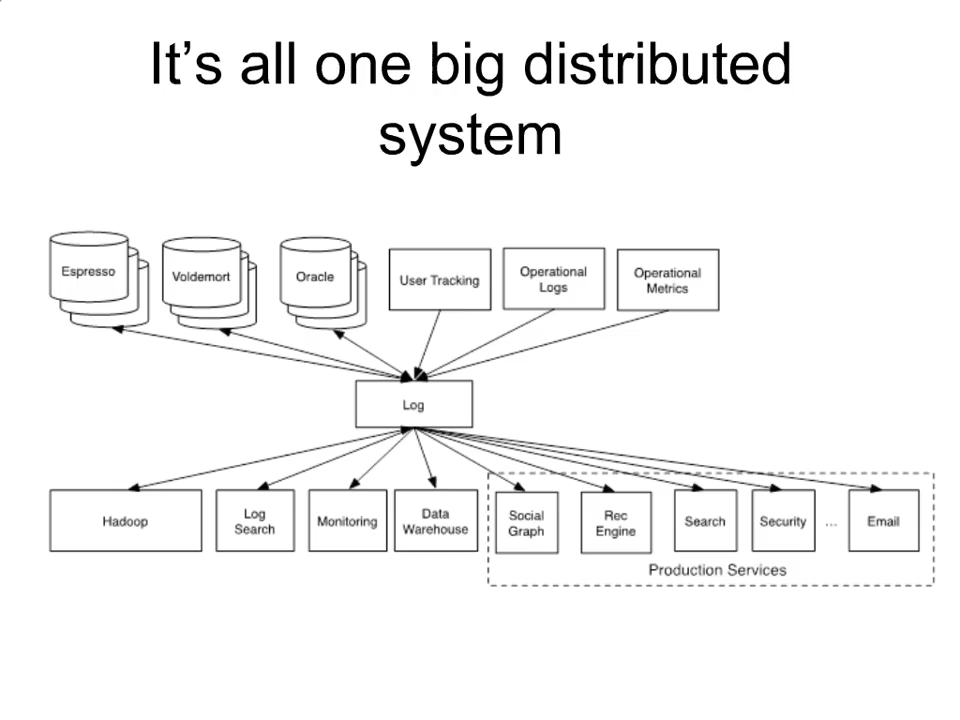 It’s all one big distributed
system
Espresso
Voldemort
Oracle
User Tracking
Operational
Logs
Operational
Metrics
Log
Hadoop
Log
Search
Monitoring
Data
Warehouse
Social
Graph
Rec
Engine
Search
Security
...
Email
Production Services